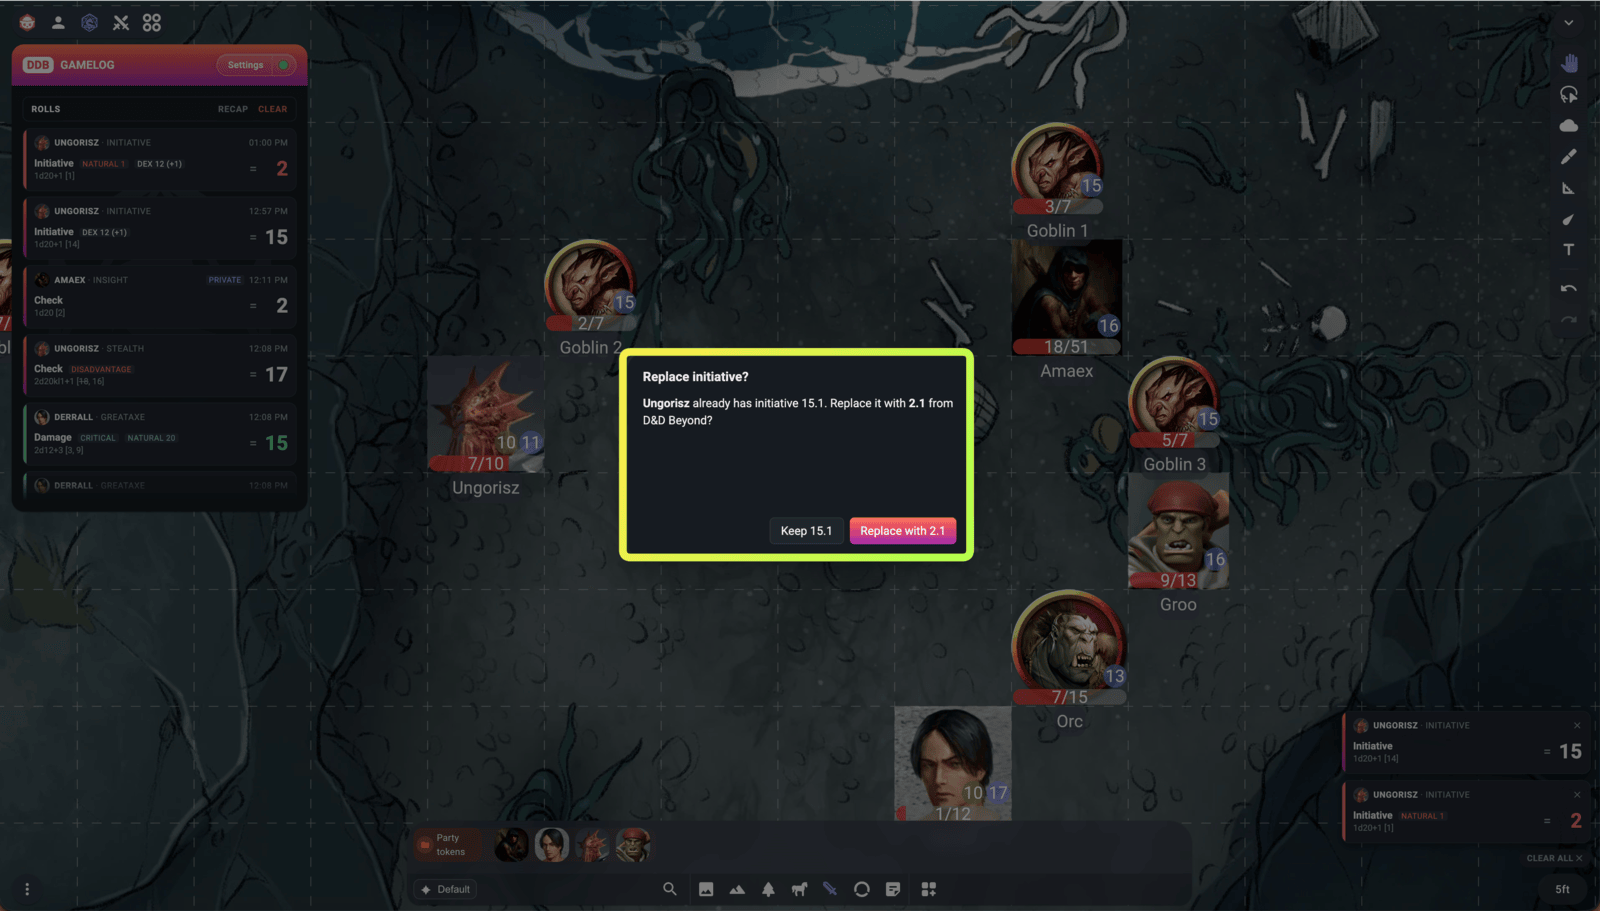 DDB GAMELOG
Settings
ROLLS
RECAP CLEAR
UNGORISZ · INITIATIVE 01:00 PM
Initiative NATURAL 1 DEX 12 (+1)
1d20+1 [1]
= 2
UNGORISZ · INITIATIVE 12:57 PM
Initiative DEX 12 (+1)
1d20+1 [14]
= 15
AMAEX · INSIGHT PRIVATE 12:11 PM
Check
1d20 [2]
= 2
UNGORISZ · STEALTH 12:08 PM
Check DISADVANTAGE
2d20kl1+1 [18, 16]
= 17
DERRALL · GREATAXE 12:08 PM
Damage CRITICAL NATURAL 20
2d12+3 [3, 9]
= 15
DERRALL · GREATAXE 12:08 PM
7/
bl
15
3/7
Goblin 1
15
2/7
Goblin 2
16
18/51
Amaex
10 11
7/10
Ungorisz
15
5/7
Goblin 3
16
9/13
Groo
13
7/15
Orc
10 17
1/12
Replace initiative?
Ungorisz already has initiative 15.1. Replace it with 2.1 from
D&D Beyond?
Keep 15.1
Replace with 2.1
T
UNGORISZ · INITIATIVE
Initiative
1d20+1 [14]
= 15
UNGORISZ · INITIATIVE
Initiative NATURAL 1
1d20+1 [1]
= 2
CLEAR ALL
Party
tokens
Default
5ft